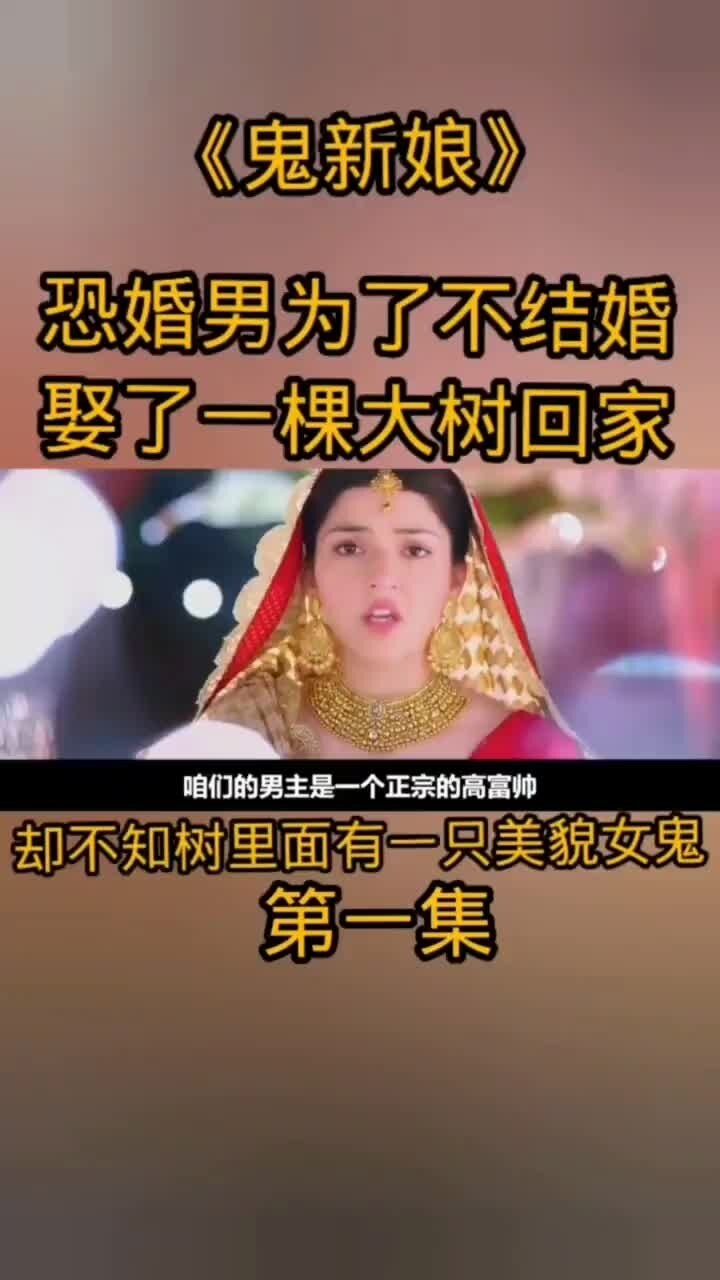 《鬼新娘》
恐婚男为了不结婚
娶了一棵大树回家
咱们的男主是一个正宗的高富帅
却不知树里面有一只美貌女鬼
第一集